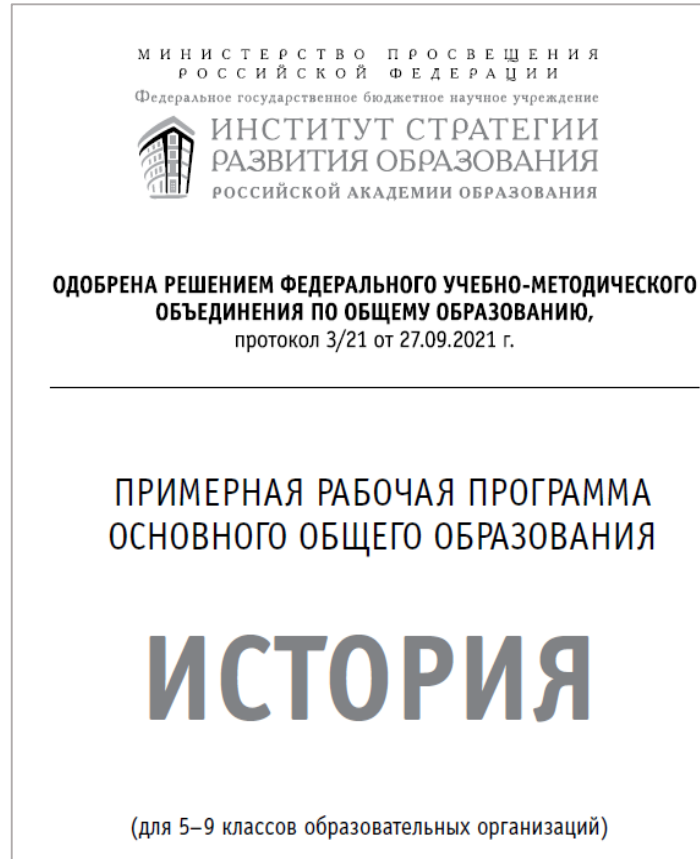 МИНИСТЕРСТВО ПРОСВЕЩЕНИЯ
РОССИЙСКОЙ ФЕДЕРАЦИИ
Федеральное государственное бюджетное научное учреждение
ИНСТИТУТ СТРАТЕГИИ
РАЗВИТИЯ ОБРАЗОВАНИЯ
РОССИЙСКОЙ АКАДЕМИИ ОБРАЗОВАНИЯ
ОДОБРЕНА РЕШЕНИЕМ ФЕДЕРАЛЬНОГО УЧЕБНО-МЕТОДИЧЕСКОГО
ОБЪЕДИНЕНИЯ ПО ОБЩЕМУ ОБРАЗОВАНИЮ,
протокол 3/21 от 27.09.2021 г.
ПРИМЕРНАЯ РАБОЧАЯ ПРОГРАММА
ОСНОВНОГО ОБЩЕГО ОБРАЗОВАНИЯ
ИСТОРИЯ
(для 5–9 классов образовательных организаций)